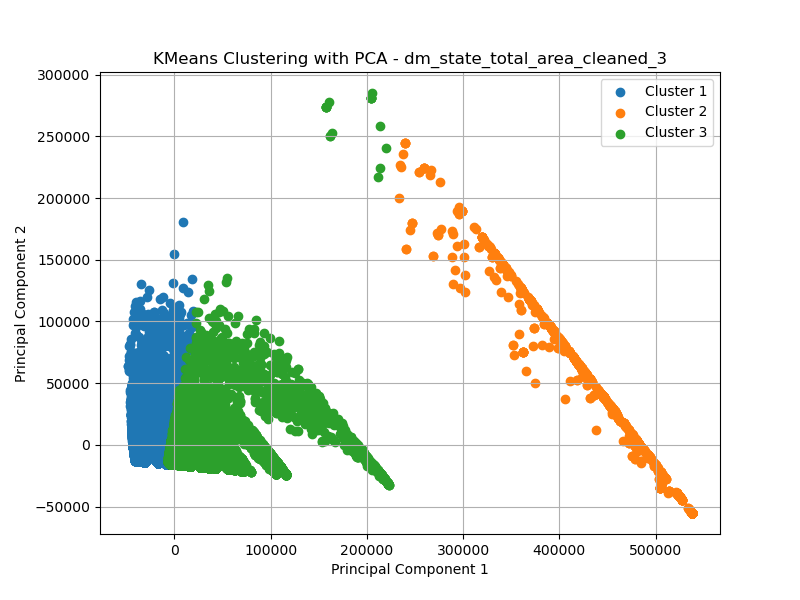 KMeans Clustering with PCA - dm_state_total_area_cleaned_3
Cluster 1
Cluster 2
Cluster 3
Principal Component 2
300000
250000
200000
150000
100000
50000
0
−50000
0 100000 200000 300000 400000 500000
Principal Component 1